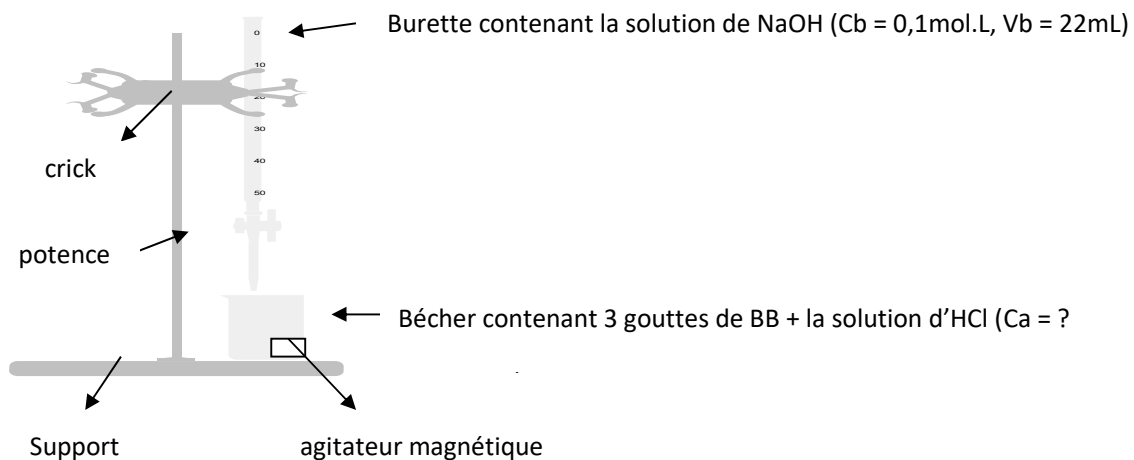 Burette contenant la solution de NaOH (Cb = 0,1mol.L, Vb = 22mL)
0
10
20
30
40
50
crick
potence
Bécher contenant 3 gouttes de BB + la solution d’HCl (Ca = ?
Support
agitateur magnétique